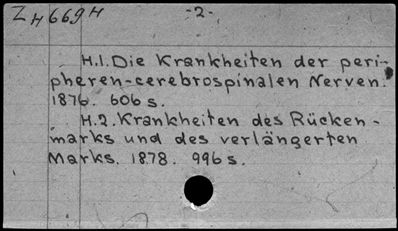 ZH669H -2-
H.1. Die Krankheiten der peri-
pheren-cerebrospinalen Nerven.
1876. 606 s.
H.2. Krankheiten des Rücken-
marks und des verlängerten
Marks. 1878. 996 s.